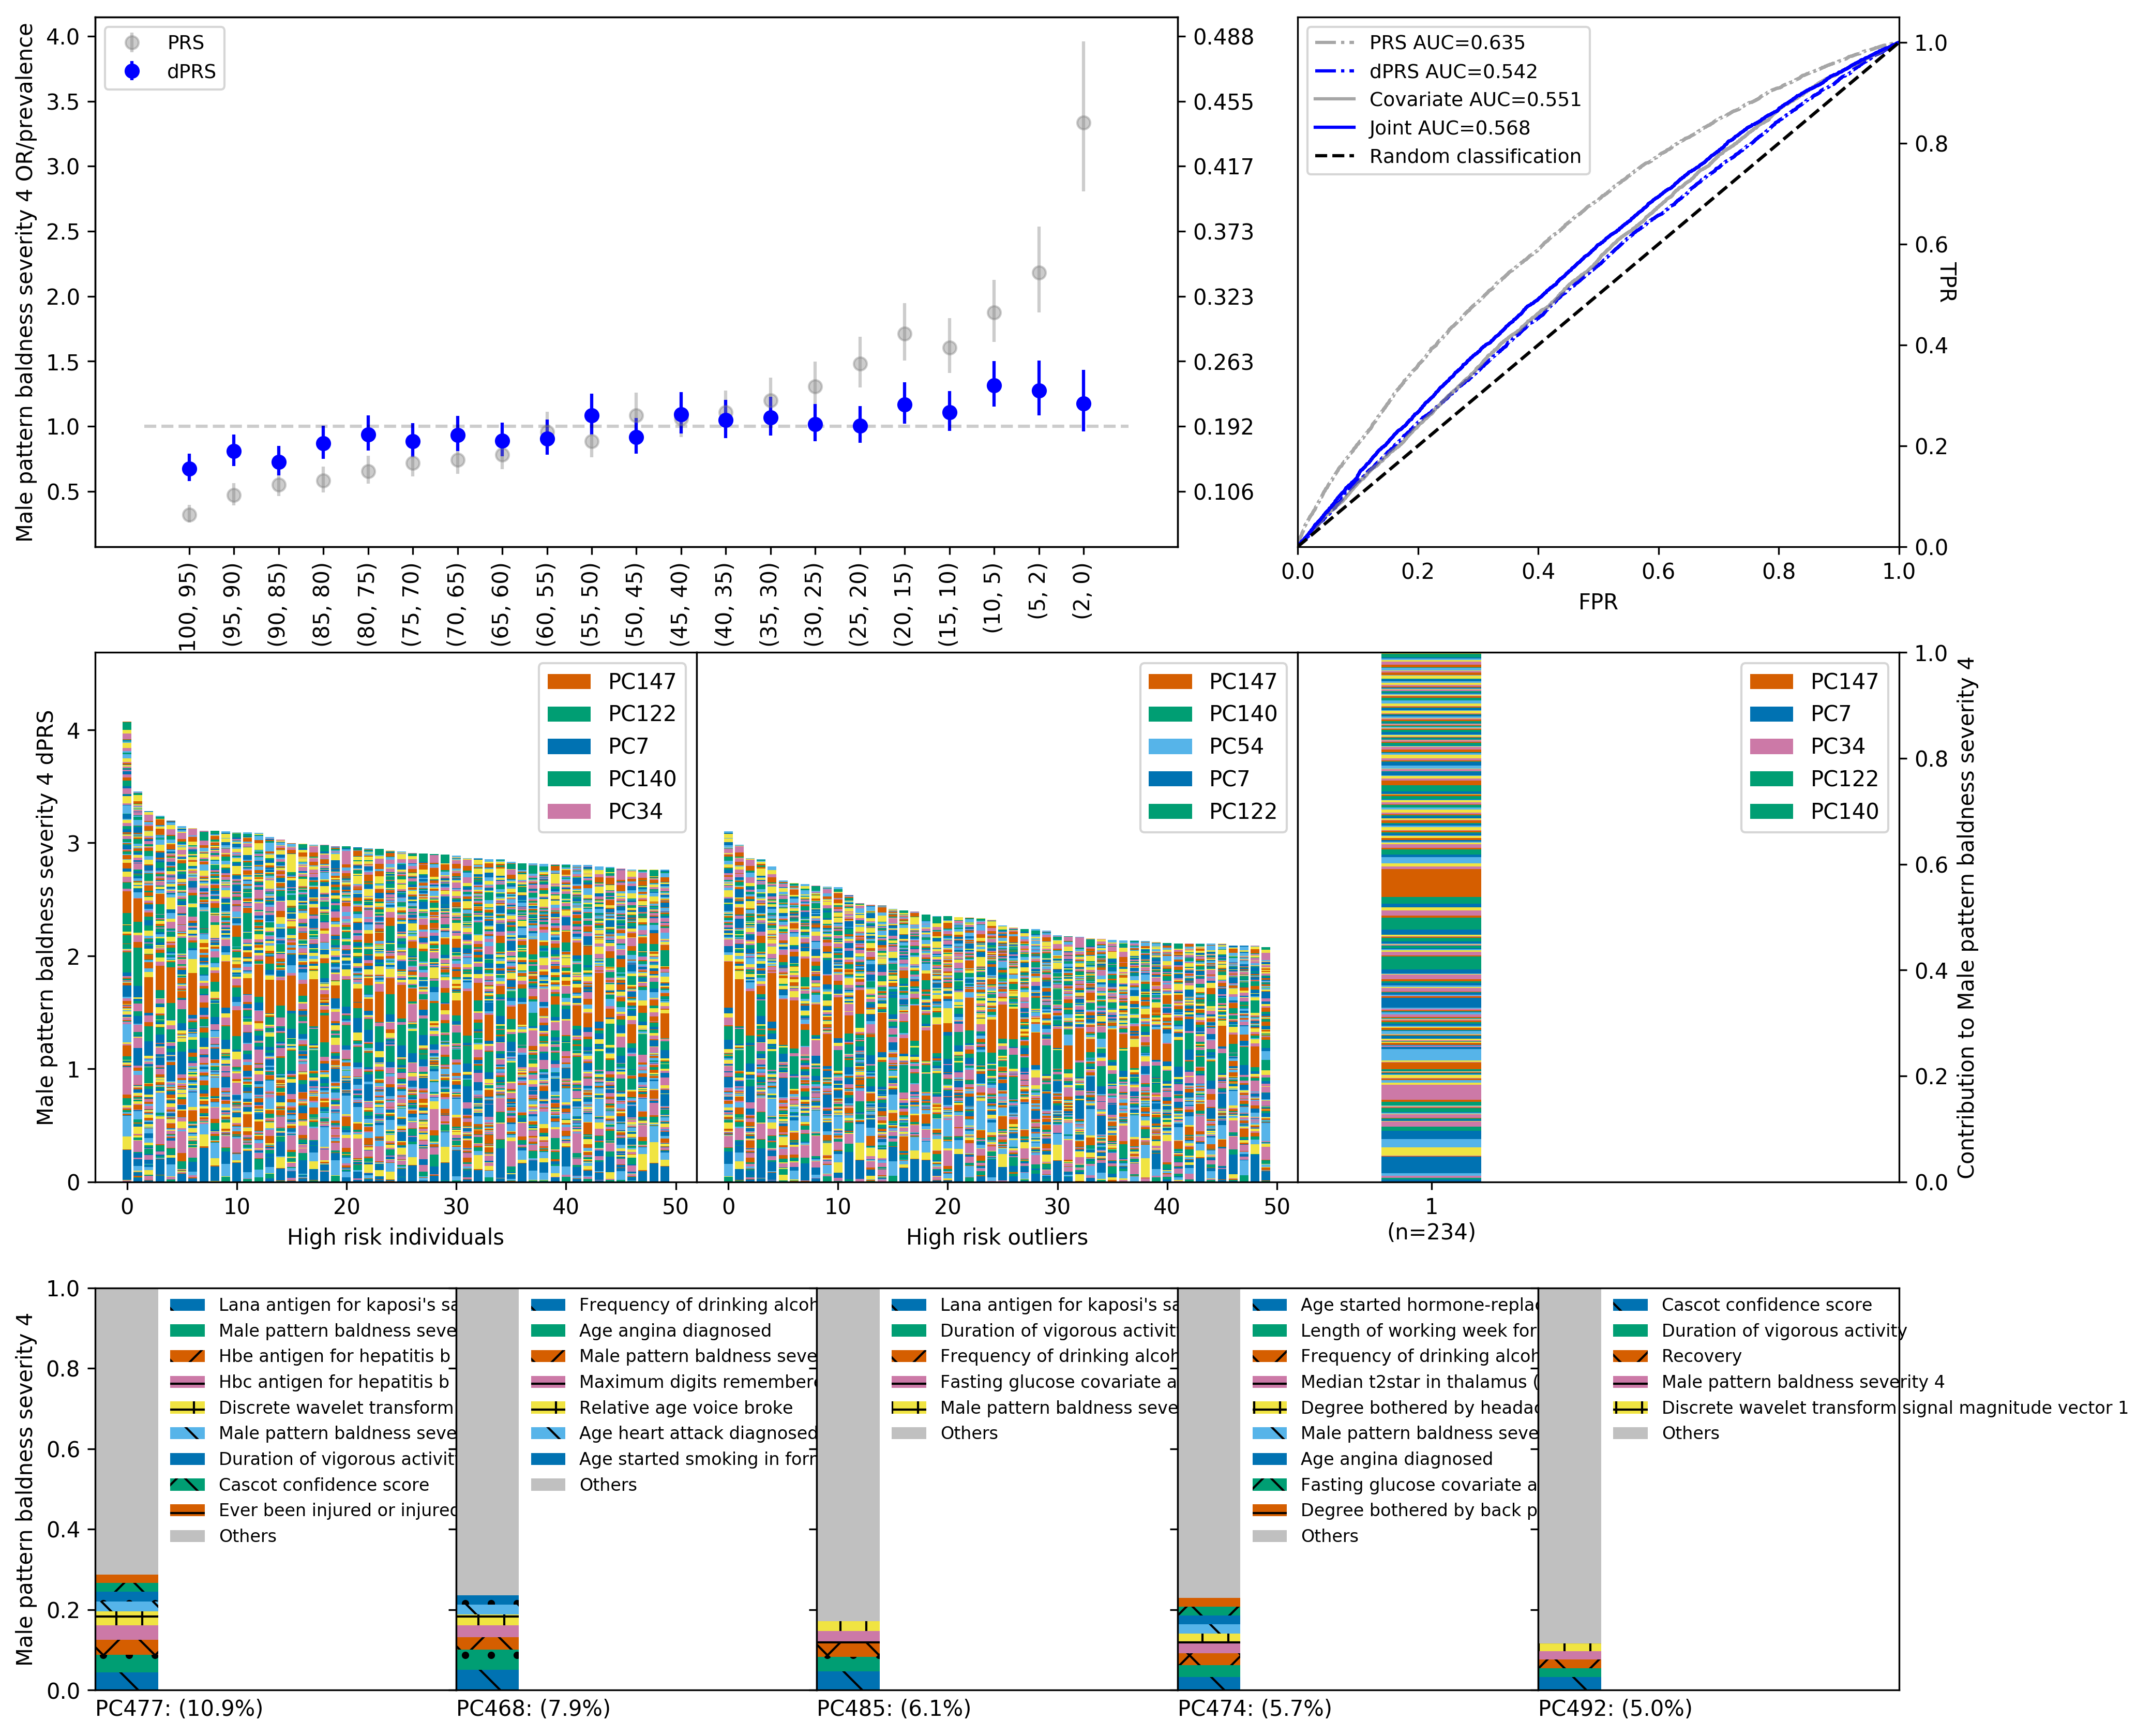 Male pattern baldness severity 4 OR/prevalence
4.0
3.5
3.0
2.5
2.0
1.5
1.0
0.5
PRS
dPRS
0.488
0.455
0.417
0.373
0.323
0.263
0.192
0.106
100, 95)
(95, 90)
(90, 85)
(85, 80)
(80, 75)
(75, 70)
(70, 65)
(65, 60)
(60, 55)
(55, 50)
(50, 45)
(45, 40)
(40, 35)
(35, 30)
(30, 25)
(25, 20)
(20, 15)
(15, 10)
(10, 5)
(5, 2)
(2, 0)
PRS AUC=0.635
dPRS AUC=0.542
Covariate AUC=0.551
Joint AUC=0.568
Random classification
1.0
0.8
0.6
0.4
0.2
0.0
TPR
0.0 0.2 0.4 0.6 0.8 1.0
FPR
Male pattern baldness severity 4 dPRS
4
3
2
1
0
PC147
PC122
PC7
PC140
PC34
0 10 20 30 40 50
High risk individuals
PC147
PC140
PC54
PC7
PC122
0 10 20 30 40 50
High risk outliers
PC147
PC7
PC34
PC122
PC140
1
(n=234)
1.0
0.8
0.6
0.4
0.2
0.0
Contribution to Male pattern baldness severity 4
Male pattern baldness severity 4
1.0
0.8
0.6
0.4
0.2
0.0
Lana antigen for kaposi's sa
Male pattern baldness seve
Hbe antigen for hepatitis b
Hbc antigen for hepatitis b
Discrete wavelet transform
Male pattern baldness seve
Duration of vigorous activit
Cascot confidence score
Ever been injured or injured
Others
PC477: (10.9%)
Frequency of drinking alcoh
Age angina diagnosed
Male pattern baldness seve
Maximum digits remembere
Relative age voice broke
Age heart attack diagnosed
Age started smoking in forr
Others
PC468: (7.9%)
Lana antigen for kaposi's sa
Duration of vigorous activit
Frequency of drinking alcoh
Fasting glucose covariate a
Male pattern baldness seve
Others
PC485: (6.1%)
Age started hormone-replac
Length of working week for
Frequency of drinking alcoh
Median t2star in thalamus (
Degree bothered by headac
Male pattern baldness seve
Age angina diagnosed
Fasting glucose covariate a
Degree bothered by back p
Others
PC474: (5.7%)
Cascot confidence score
Duration of vigorous activity
Recovery
Male pattern baldness severity 4
Discrete wavelet transform signal magnitude vector 1
Others
PC492: (5.0%)